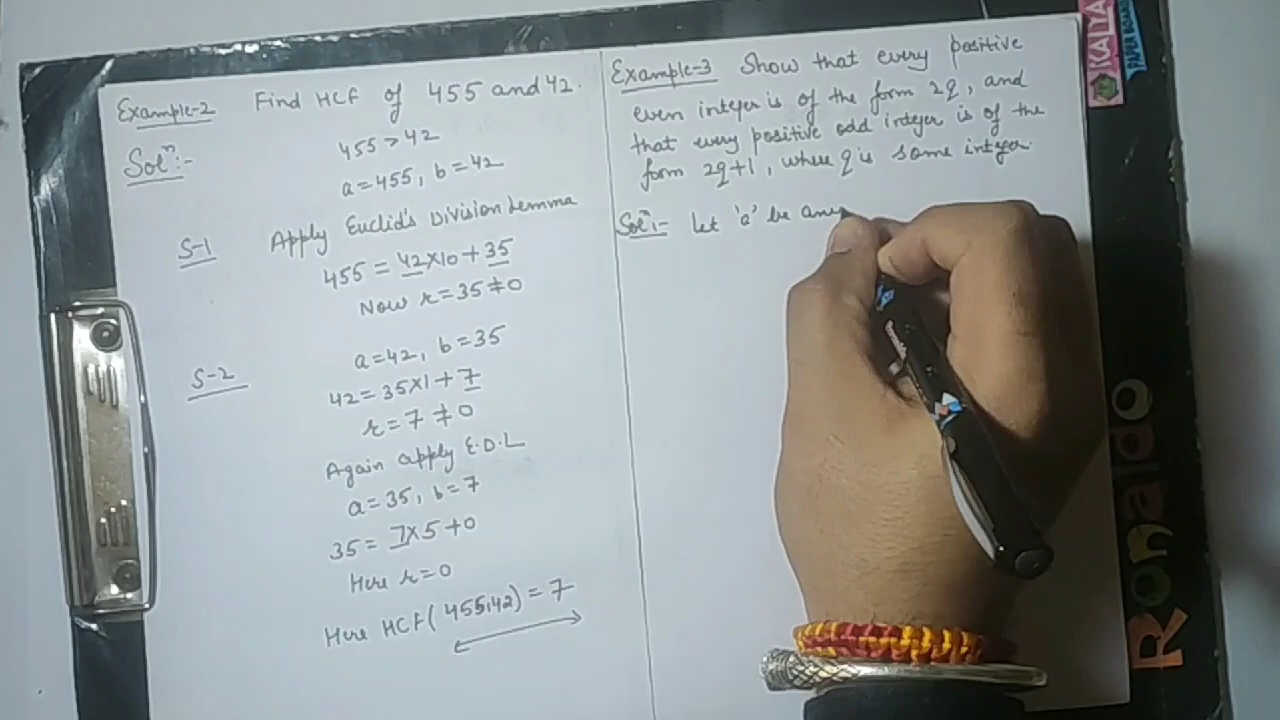 Example-2 Find HCF of 455 and 42.
Solⁿ:-
455 > 42
a = 455, b = 42
S-1 Apply Euclid's Division Lemma
455 = 42×10 + 35
Now r = 35 ≠ 0
S-2 a = 42, b = 35
42 = 35×1 + 7
r = 7 ≠ 0
Again apply E.D.L
a = 35, b = 7
35 = 7×5 + 0
Here r = 0
Here HCF(455,42) = 7
Example-3 Show that every positive
even integer is of the form 2q, and
that every positive odd integer is of the
form 2q+1, where q is some integer.
Solⁿ:- Let 'a' be any
KALYA
PAPER
Ronaldo